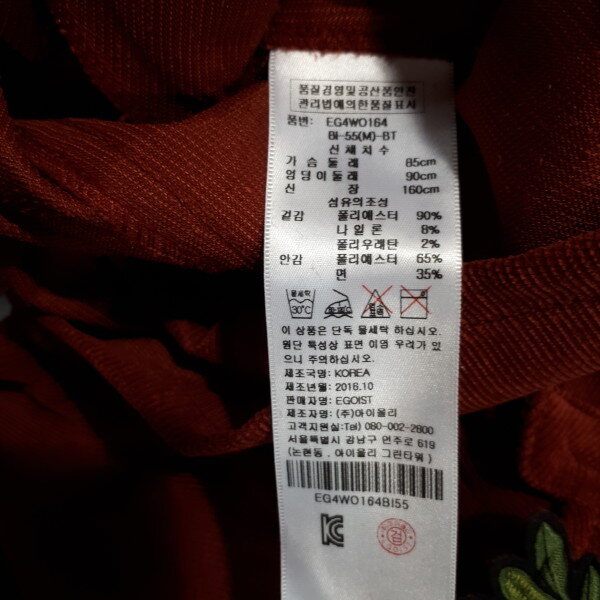 품질경영및공산품안전
관리법에의한품질표시
품번: EG4WO164
BI-55(M)-BT
신체치수
가슴둘레 85cm
엉덩이둘레 90cm
신장 160cm
섬유의조성
겉감 폴리에스터 90%
나일론 8%
폴리우레탄 2%
안감 폴리에스터 65%
면 35%
물세탁
30°C
이 상품은 단독 물세탁 하십시오.
원단 특성상 표면 이염 우려가 있
으니 주의하십시오.
제조국명: KOREA
제조년월: 2016.10
판매자명: EGOIST
제조자명: (주)아이올리
고객지원실:Tel) 080-002-2800
서울특별시 강남구 언주로 619
(논현동 , 아이올리 그린타워)
EG4WO164BI55
KC
검